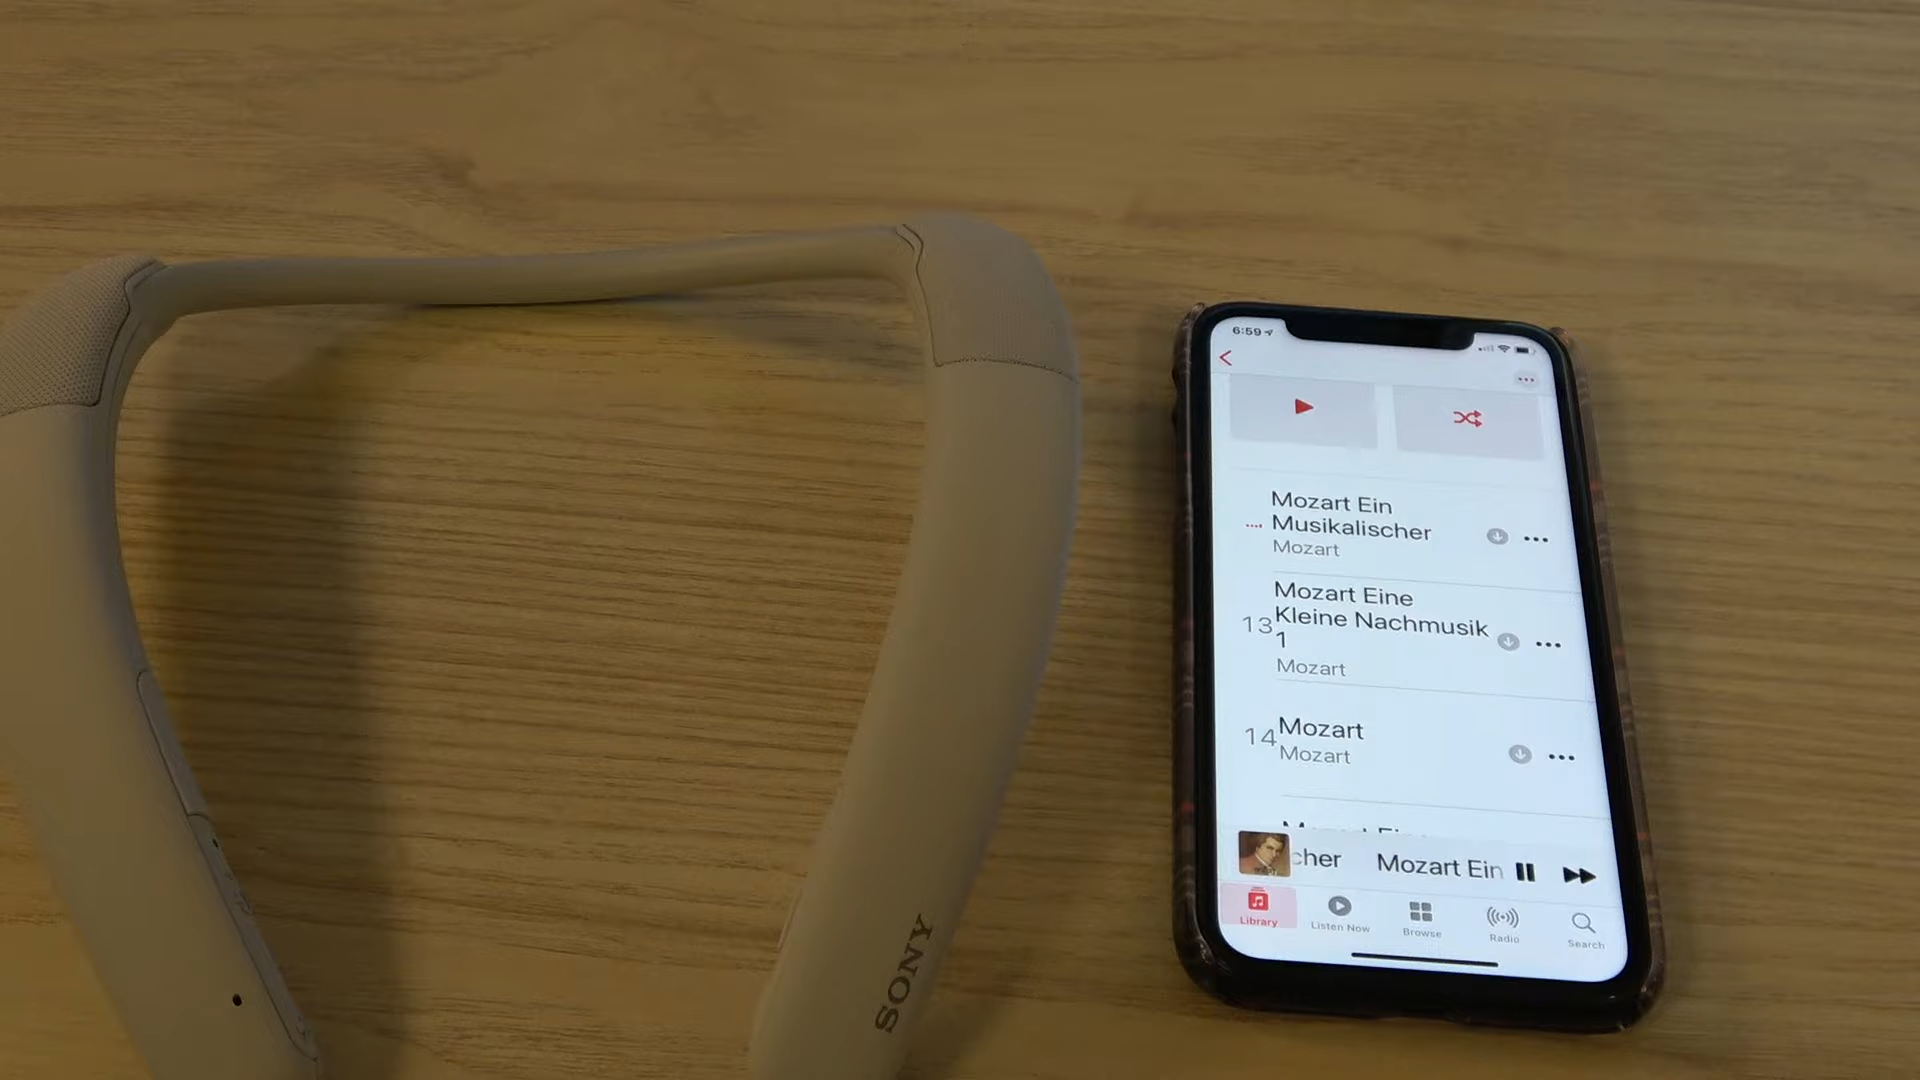 SONY
6:59
Mozart Ein
Musikalischer
Mozart
13
Mozart Eine
Kleine Nachmusik
1
Mozart
14
Mozart
Mozart
cher Mozart Ein
Library
Listen Now
Browse
Radio
Search